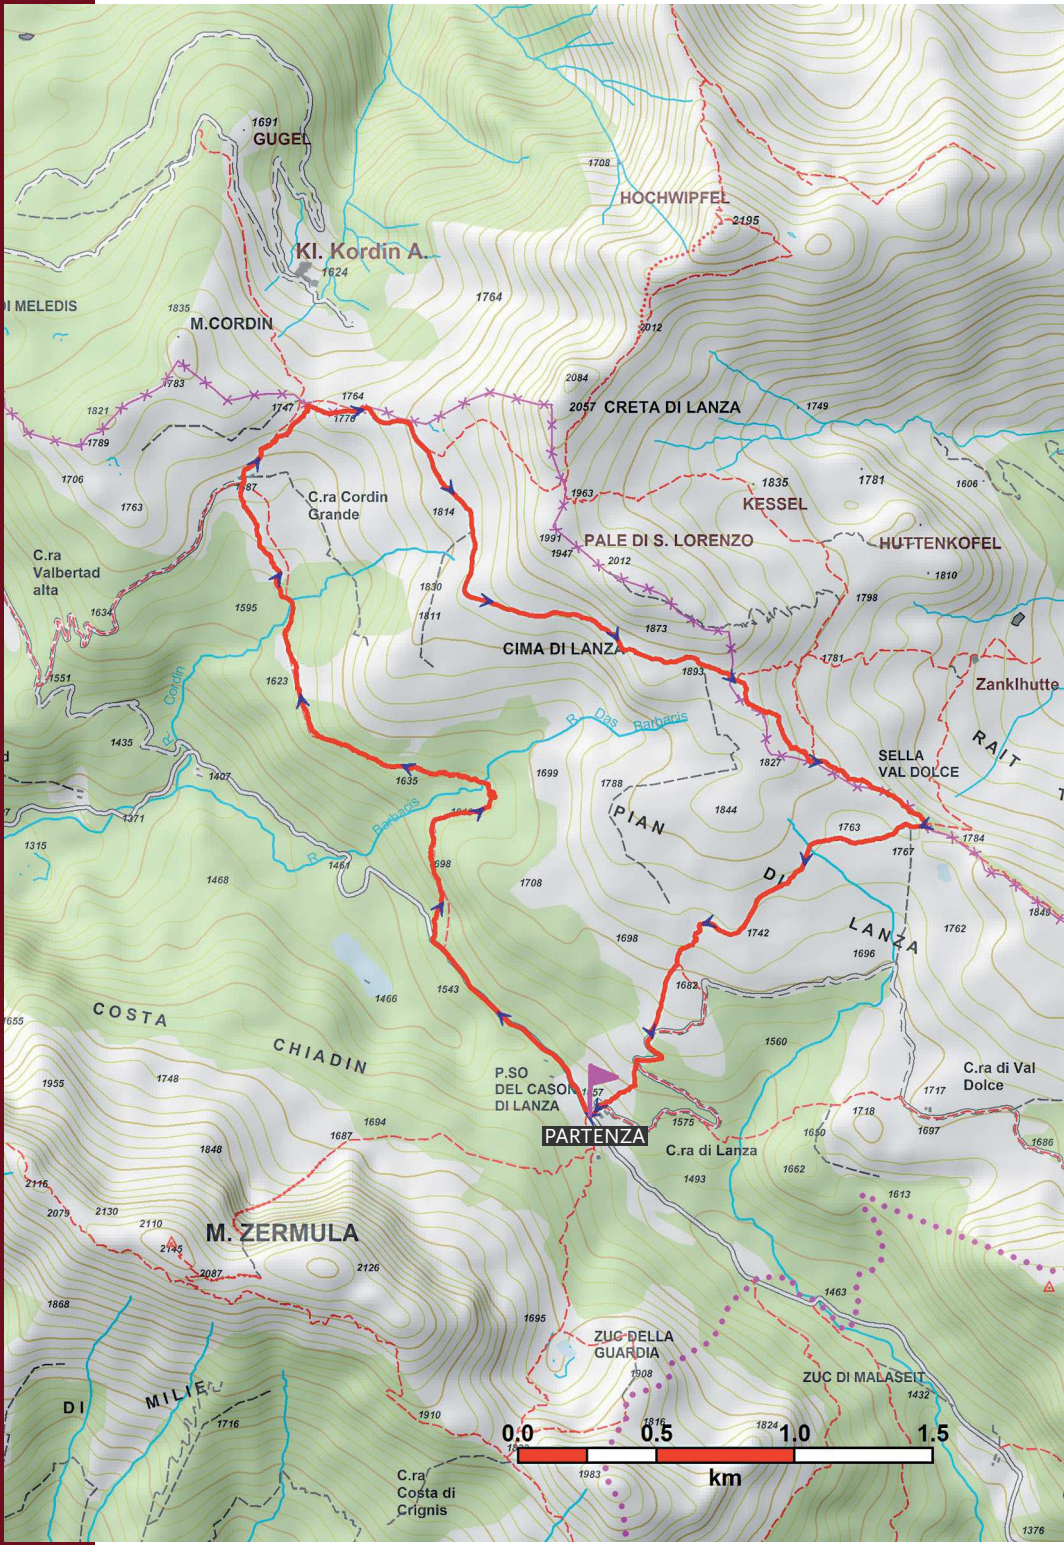 1691
GUGEL
1708
HOCHWIPFEL
2195
Kl. Kordin A.
1624
DI MELEDIS
1835
1764
M.CORDIN
2012
1783
2084
1821
1747
1764
1776
2057
CRETA DI LANZA
1749
1789
1706
1763
C.ra Cordin
Grande
1814
1963
1835
1781
1606
KESSEL
1991
1947
PALE DI S. LORENZO
HUTTENKOFEL
C.ra
Valbertad
alta
2012
1810
1634
1595
1830
1811
1873
1798
CIMA DI LANZA
1893
1781
Zanklhutte
1551
1623
R. Cordin
R. Das Barbacis
1435
1407
1635
1699
1788
1827
SELLA
VAL DOLCE
RAIT
1371
R. Barbacis
PIAN
1844
1763
1784
1315
1461
698
1767
1468
1708
DI
1849
1698
1742
LANZA
1762
1696
1543
1682
1466
COSTA
1655
CHIADIN
1560
P.SO
DEL CASON
DI LANZA
C.ra di Val
Dolce
1955
1748
1717
1718
1694
1687
PARTENZA
1575
1650
1697
1686
1848
C.ra di Lanza
1662
2116
1493
1613
2079
2130
2110
M. ZERMULA
2145
2087
2126
1868
1695
1463
ZUC DELLA
GUARDIA
1908
ZUC DI MALASEIT
1432
DI
MILIE
1716
1910
1816
1824
0.0
0.5
1.0
1.5
km
C.ra
Costa di
Crignis
1983
1376